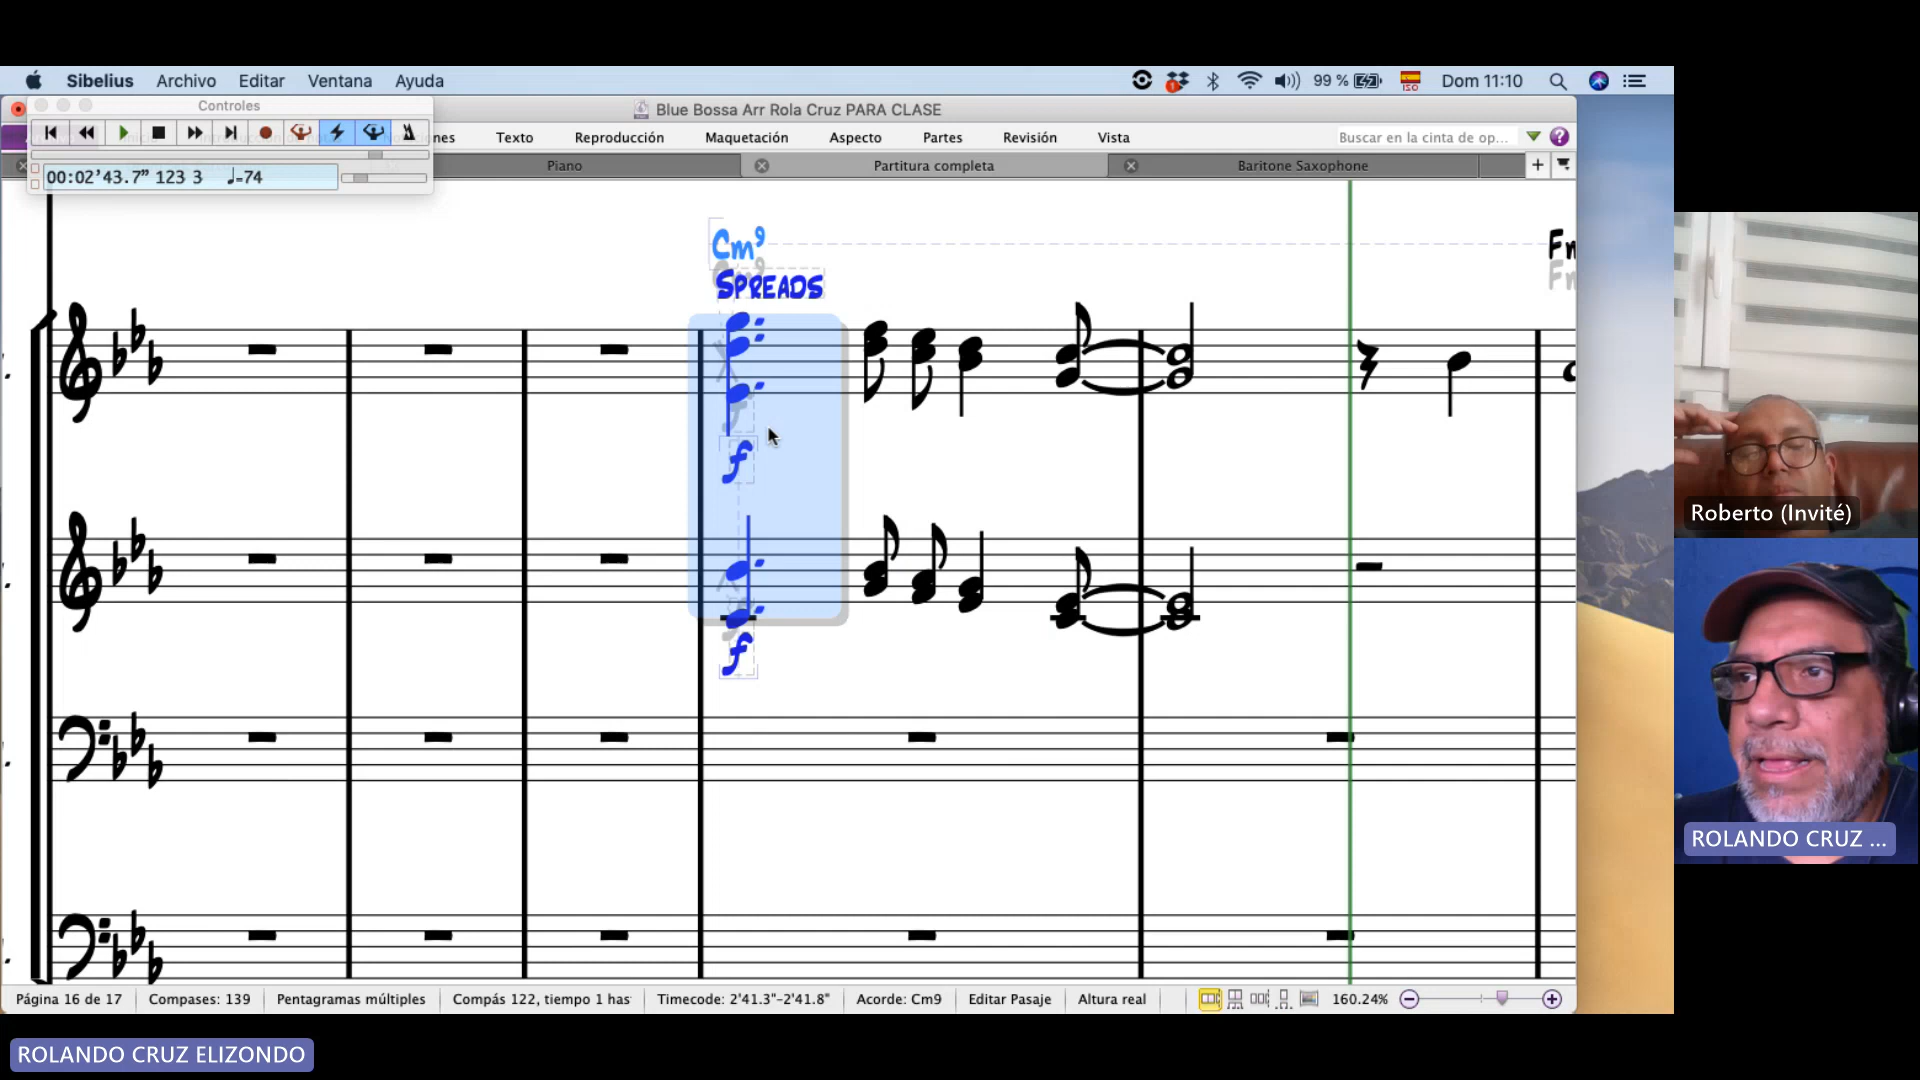 Sibelius Archivo Editar Ventana Ayuda 99 % ISO Dom 11:10
Controles
Blue Bossa Arr Rola Cruz PARA CLASE
nes Texto Reproducción Maquetación Aspecto Partes Revisión Vista Buscar en la cinta de op... ?
Piano Partitura completa Baritone Saxophone +
00:02'43.7" 123 3 ♩=74
Cm9 Fm
SPREADS
f
f
Página 16 de 17 Compases: 139 Pentagramas múltiples Compás 122, tiempo 1 has Timecode: 2'41.3"-2'41.8" Acorde: Cm9 Editar Pasaje Altura real 160.24%
Roberto (Invité)
ROLANDO CRUZ ...
ROLANDO CRUZ ELIZONDO